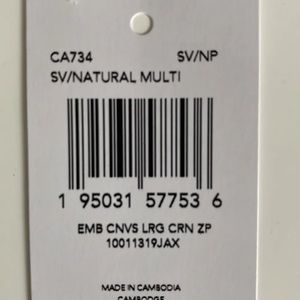 CA734 SV/NP
SV/NATURAL MULTI
1 95031 57753 6
EMB CNVS LRG CRN ZP
10011319JAX
MADE IN CAMBODIA
CAMBODGE